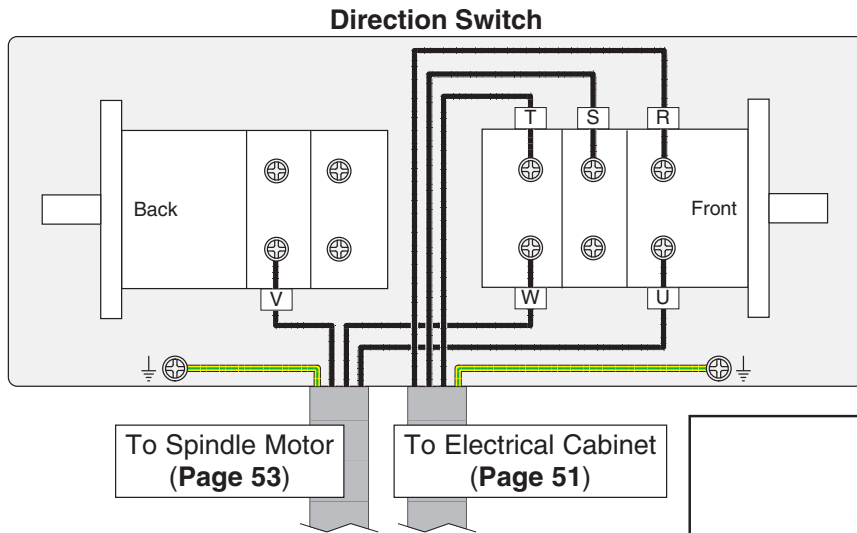 Direction Switch
T S R
Back
Front
V
W U
To Spindle Motor
(Page 53)
To Electrical Cabinet
(Page 51)